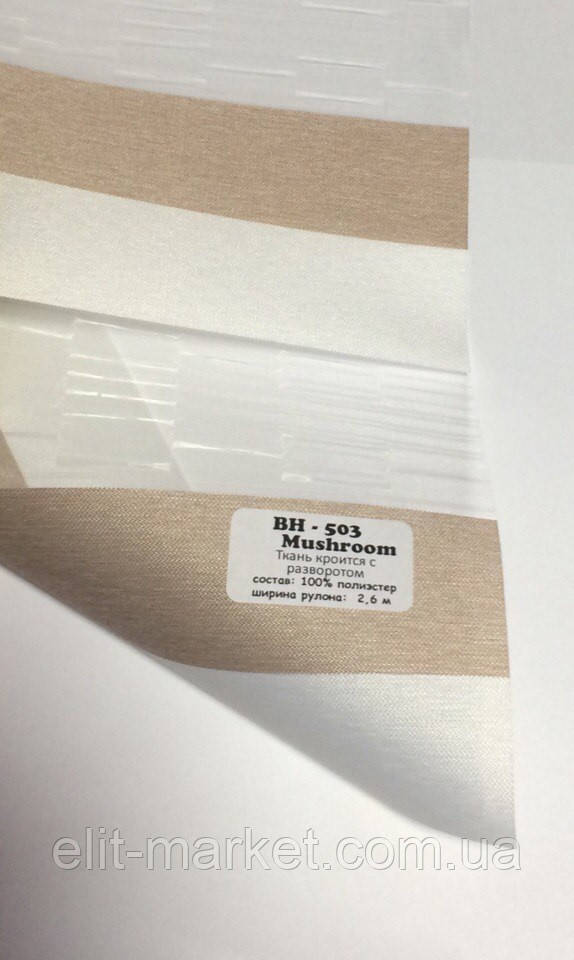 BH - 503
Mushroom
Ткань кроится с
разворотом
состав: 100% полиэстер
ширина рулона: 2,6 м
elit-market.com.ua